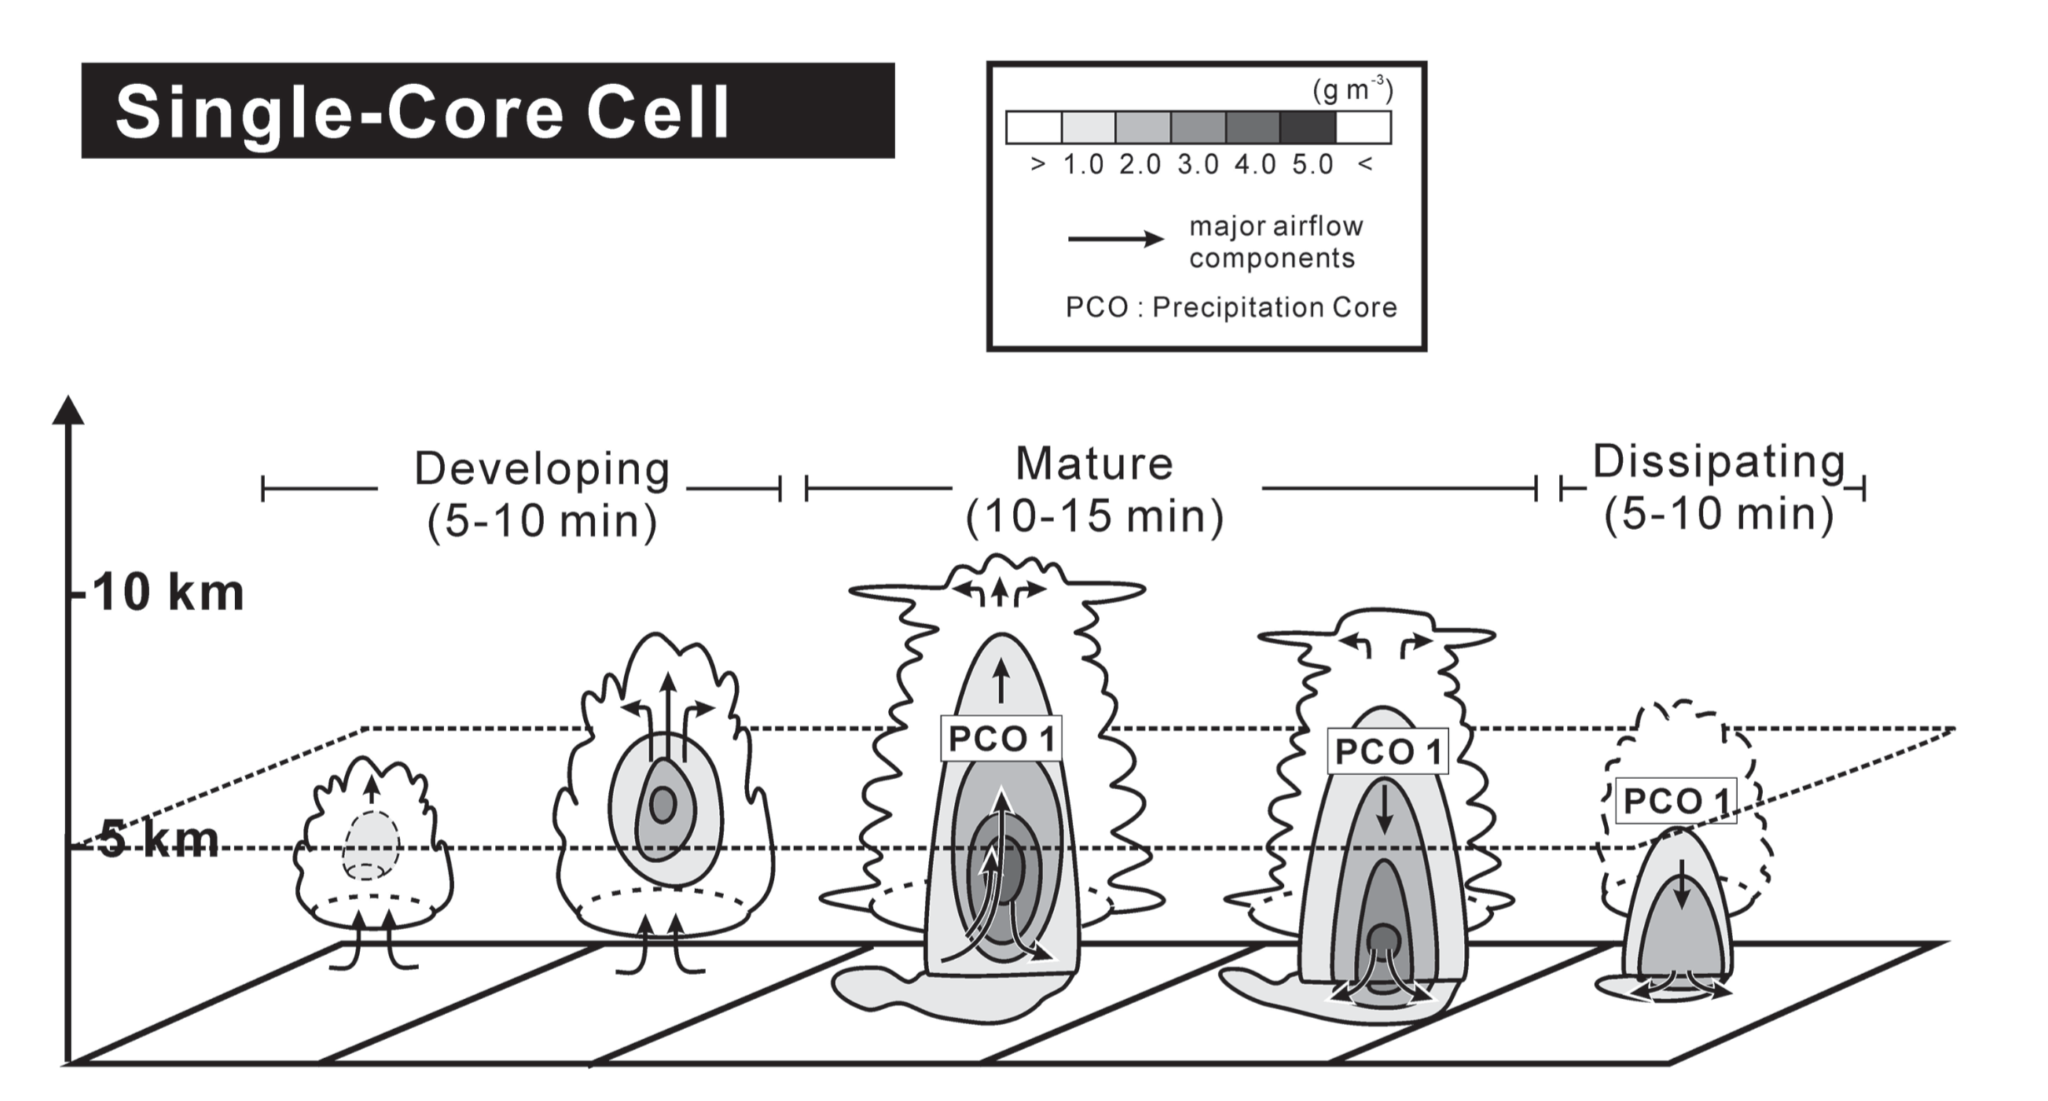 Single-Core Cell
(g m⁻³)
> 1.0 2.0 3.0 4.0 5.0 <
major airflow
components
PCO : Precipitation Core
Developing
(5-10 min)
Mature
(10-15 min)
Dissipating
(5-10 min)
10 km
5 km
PCO 1
PCO 1
PCO 1